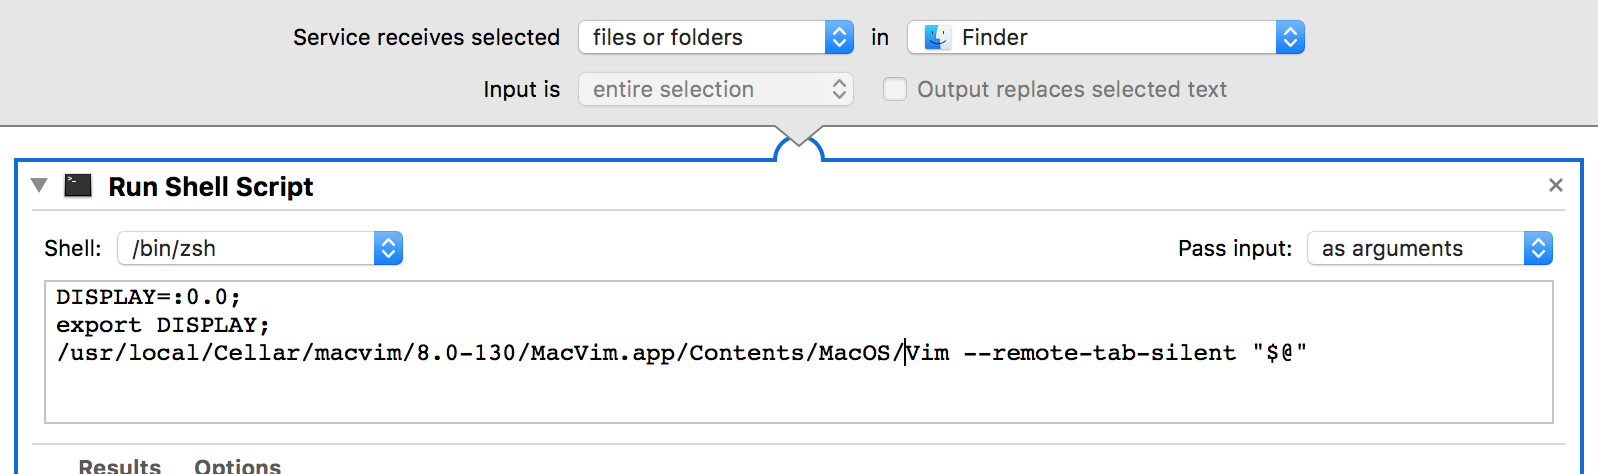 Service receives selected files or folders in Finder
Input is entire selection Output replaces selected text
Run Shell Script
Shell: /bin/zsh Pass input: as arguments
DISPLAY=:0.0;
export DISPLAY;
/usr/local/Cellar/macvim/8.0-130/MacVim.app/Contents/MacOS/Vim --remote-tab-silent "$@"
Results Options